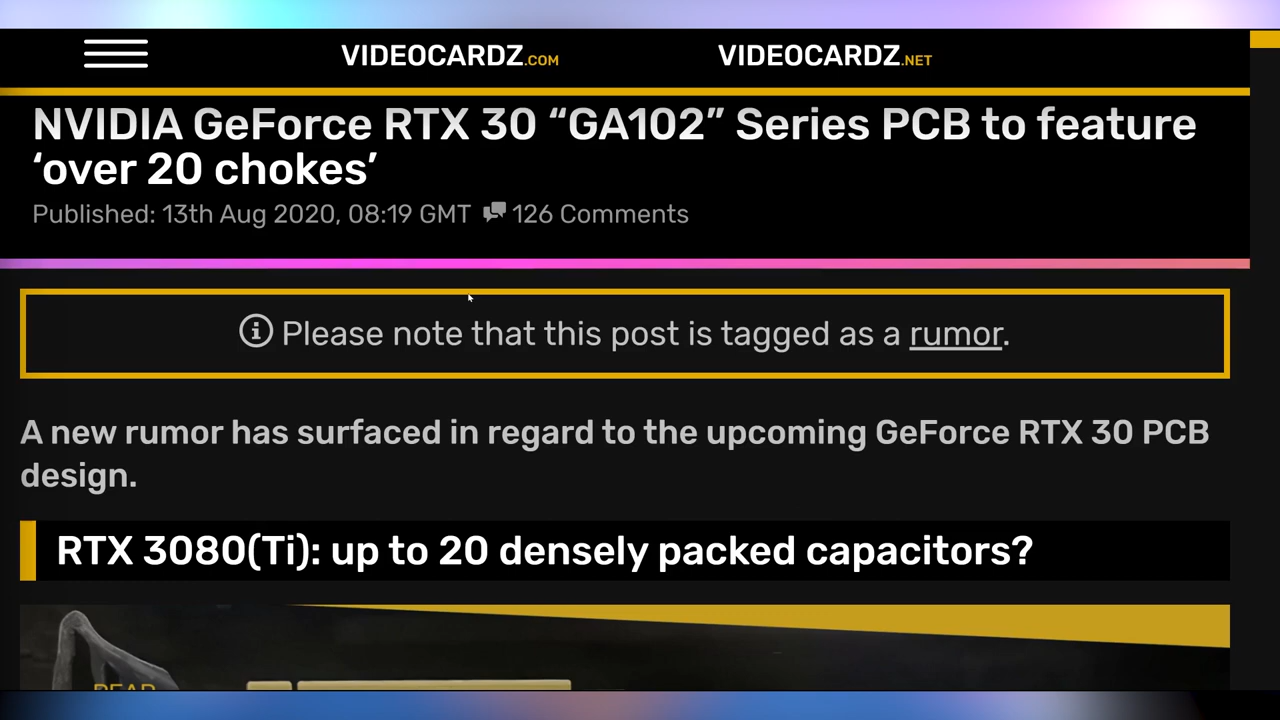 VIDEOCARDZ.COM VIDEOCARDZ.NET
NVIDIA GeForce RTX 30 “GA102” Series PCB to feature
‘over 20 chokes’
Published: 13th Aug 2020, 08:19 GMT 126 Comments
Please note that this post is tagged as a rumor.
A new rumor has surfaced in regard to the upcoming GeForce RTX 30 PCB
design.
RTX 3080(Ti): up to 20 densely packed capacitors?